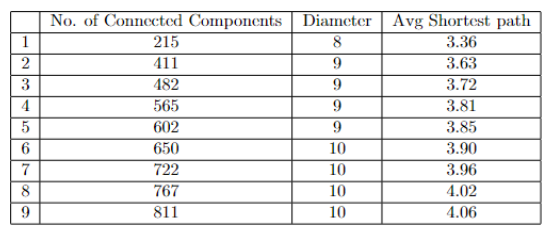 No. of Connected Components Diameter Avg Shortest path
1 215 8 3.36
2 411 9 3.63
3 482 9 3.72
4 565 9 3.81
5 602 9 3.85
6 650 10 3.90
7 722 10 3.96
8 767 10 4.02
9 811 10 4.06